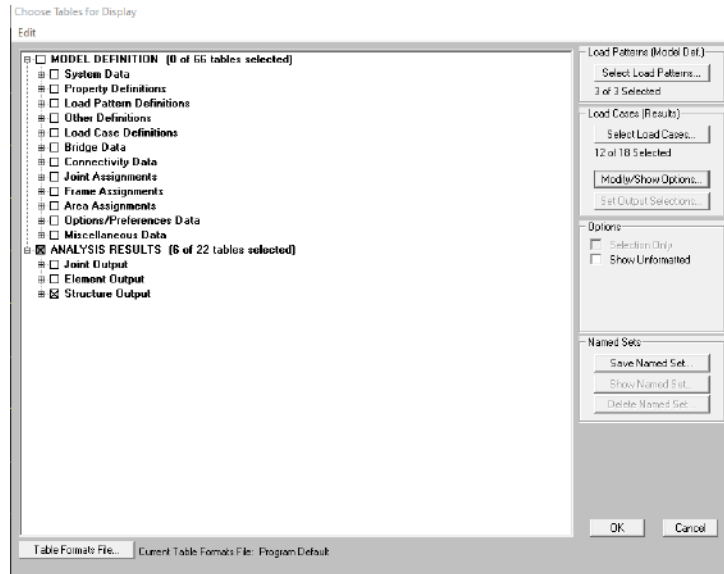 Choose Tables for Display
Edit
MODEL DEFINITION (0 of 66 tables selected)
System Data
Property Definitions
Load Pattern Definitions
Other Definitions
Load Case Definitions
Bridge Data
Connectivity Data
Joint Assignments
Frame Assignments
Area Assignments
Options/Preferences Data
Miscellaneous Data
ANALYSIS RESULTS (6 of 22 tables selected)
Joint Output
Element Output
Structure Output
Table Formats File...
Current Table Formats File: Program Default
Load Patterns (Model Def.)
Select Load Patterns...
3 of 3 Selected
Load Cases (Results)
Select Load Cases...
12 of 18 Selected
Modify/Show Options...
Set Output Selections...
Options
Selection Only
Show Unformatted
Named Sets
Save Named Set...
Show Named Set...
Delete Named Set...
OK
Cancel